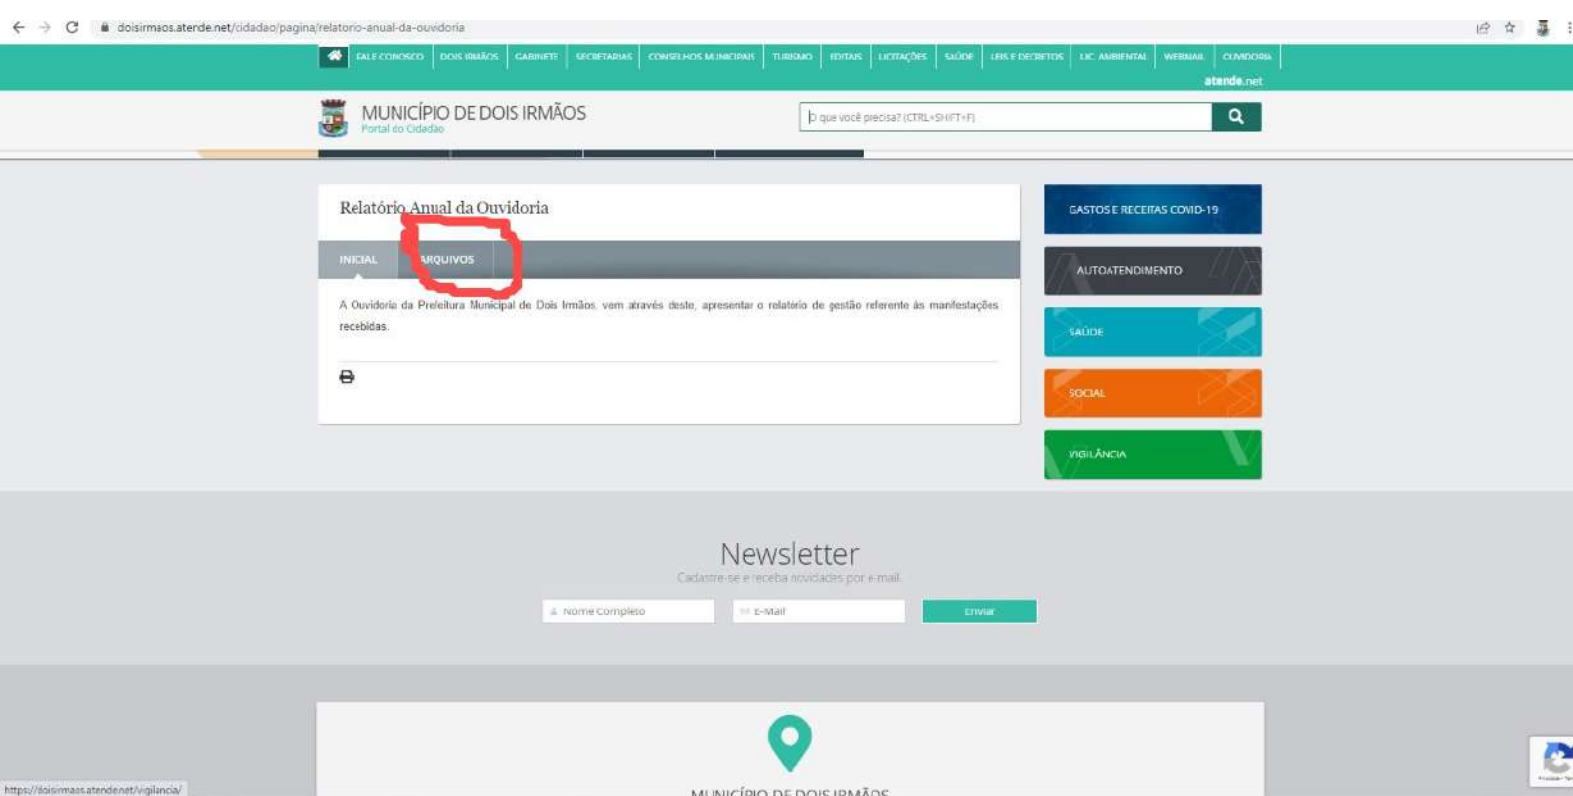 doisirmaos.atende.net/cidadao/pagina/relatorio-anual-da-ouvidoria
FALE CONOSCO DOIS IRMÃOS GABINETE SECRETARIAS CONSELHOS MUNICIPAIS TURISMO EDITAIS LICITAÇÕES SAÚDE LEIS E DECRETOS LIC. AMBIENTAL WEBMAIL OUVIDORIA
atende.net
MUNICÍPIO DE DOIS IRMÃOS
Portal do Cidadão
O que você precisa? (CTRL+SHIFT+F)
Relatório Anual da Ouvidoria
INICIAL ARQUIVOS
A Ouvidoria da Prefeitura Municipal de Dois Irmãos, vem através deste, apresentar o relatório de gestão referente às manifestações
recebidas.
GASTOS E RECEITAS COVID-19
AUTOATENDIMENTO
SAÚDE
SOCIAL
VIGILÂNCIA
Newsletter
Cadastre-se e receba novidades por e-mail.
Nome Completo E-Mail Enviar
MUNICÍPIO DE DOIS IRMÃOS
https://doisirmaos.atende.net/vigilancia/